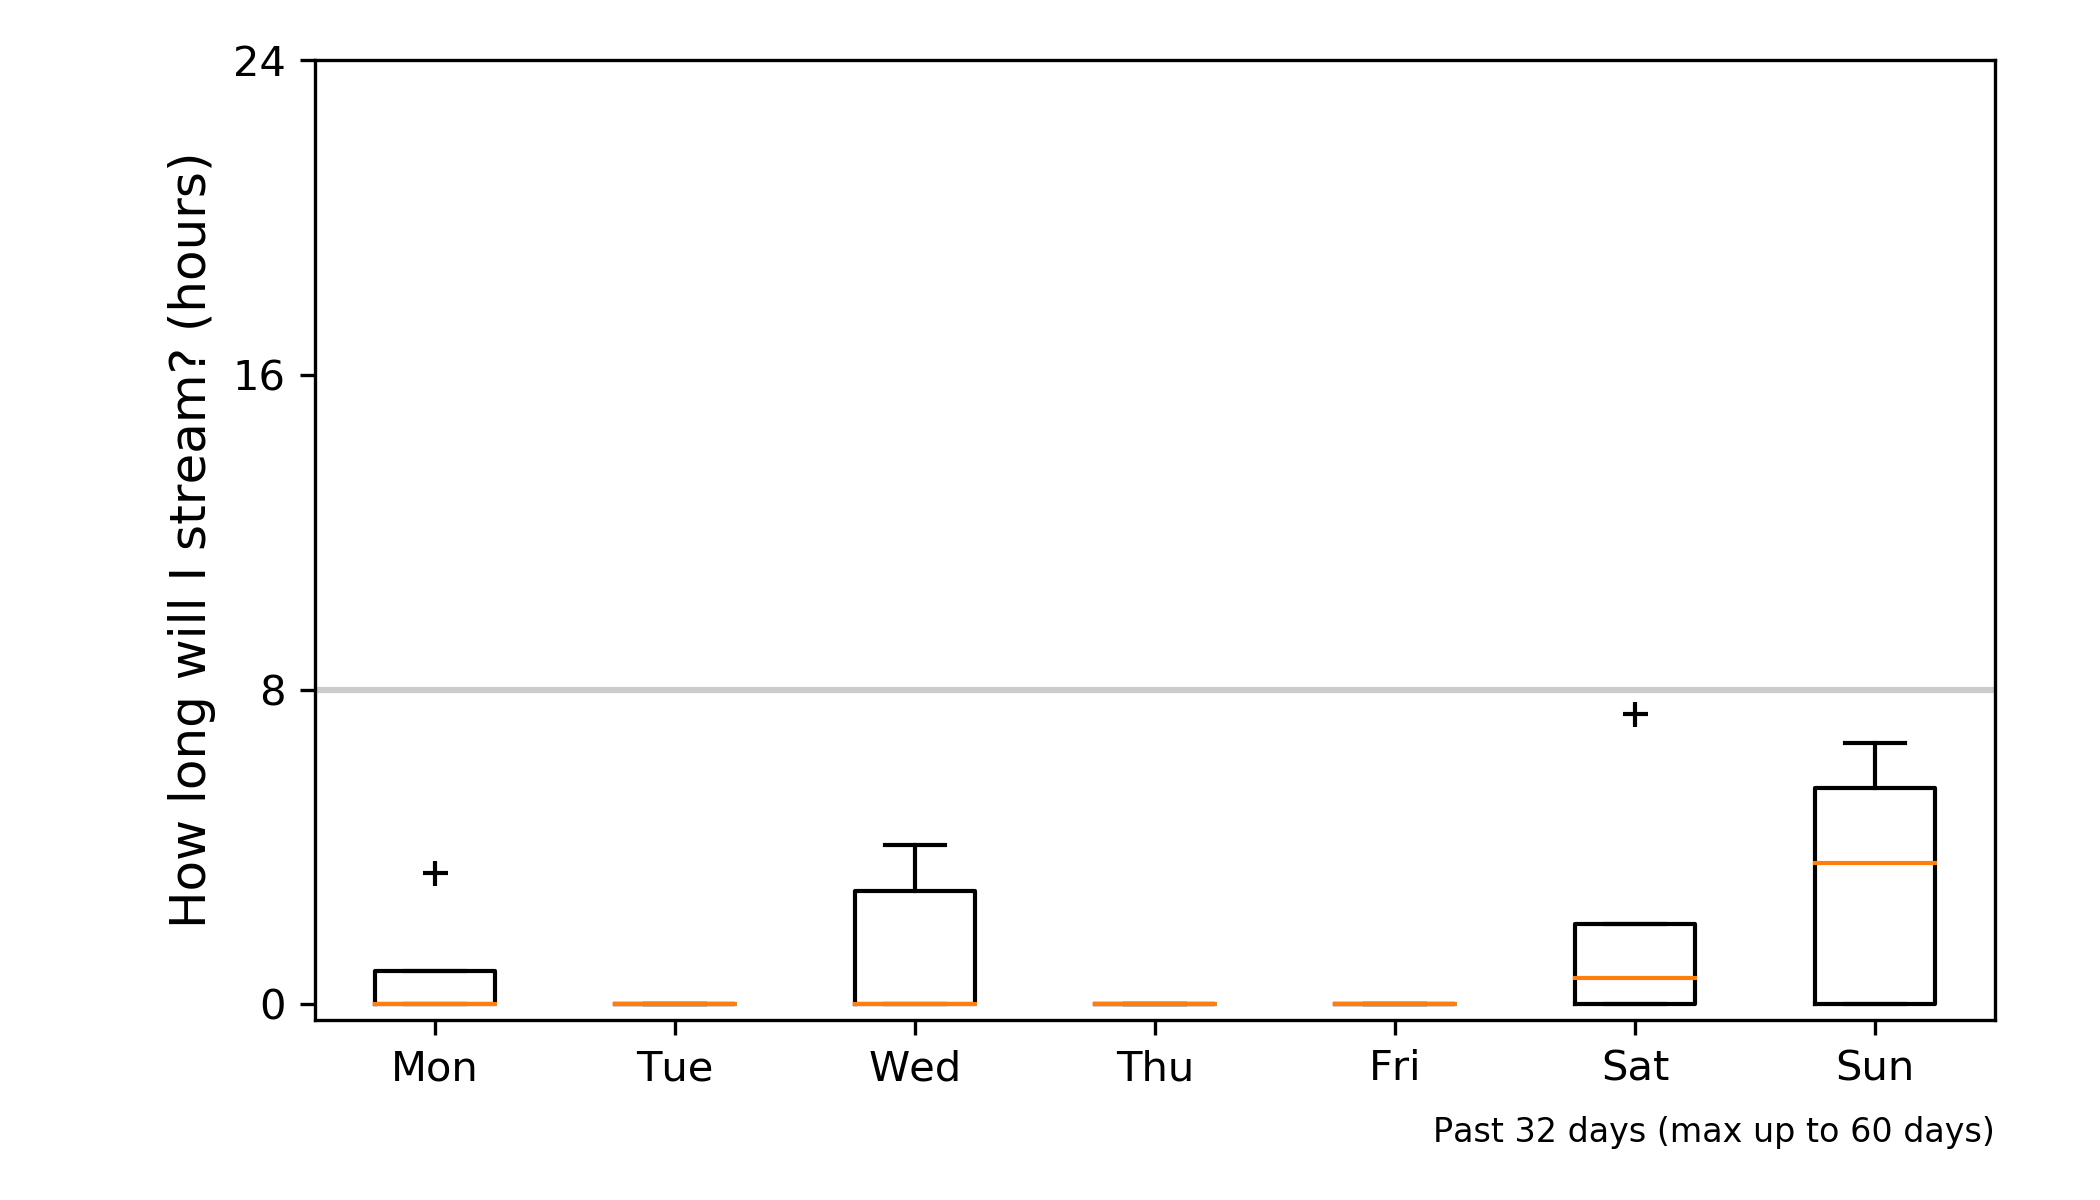 How long will I stream? (hours)
24
16
8
0
Mon Tue Wed Thu Fri Sat Sun
Past 32 days (max up to 60 days)